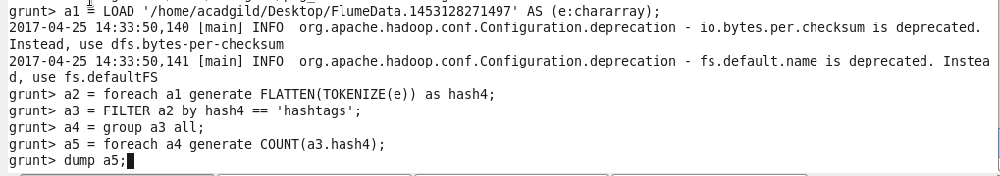 grunt> a1 = LOAD '/home/acadgild/Desktop/FlumeData.1453128271497' AS (e:chararray);
2017-04-25 14:33:50,140 [main] INFO  org.apache.hadoop.conf.Configuration.deprecation - io.bytes.per.checksum is deprecated.
Instead, use dfs.bytes-per-checksum
2017-04-25 14:33:50,141 [main] INFO  org.apache.hadoop.conf.Configuration.deprecation - fs.default.name is deprecated. Instea
d, use fs.defaultFS
grunt> a2 = foreach a1 generate FLATTEN(TOKENIZE(e)) as hash4;
grunt> a3 = FILTER a2 by hash4 == 'hashtags';
grunt> a4 = group a3 all;
grunt> a5 = foreach a4 generate COUNT(a3.hash4);
grunt> dump a5;